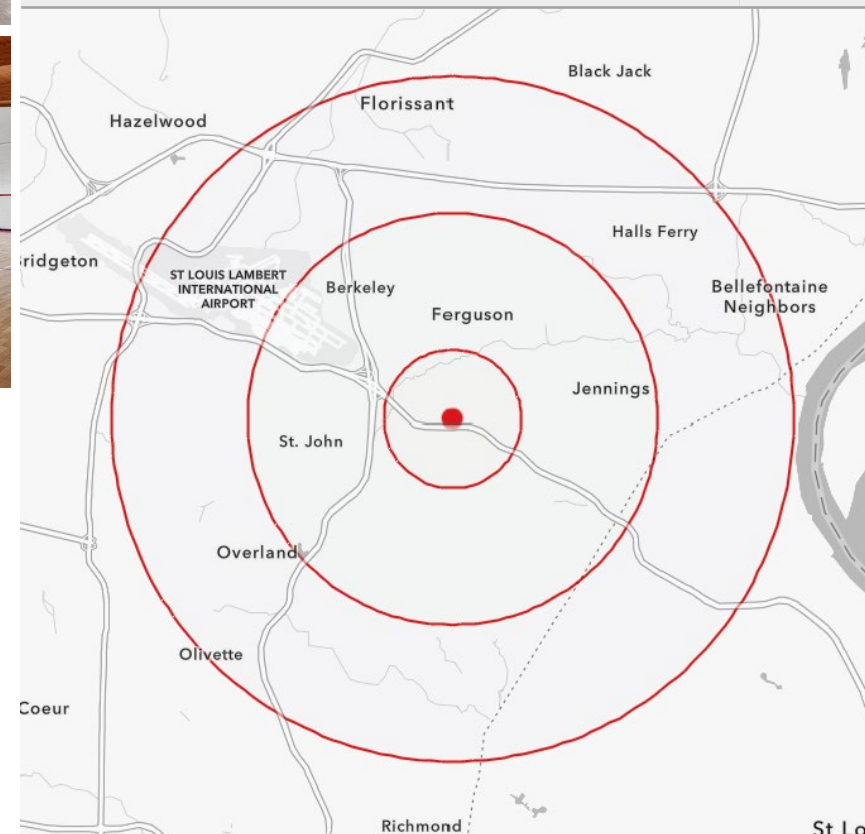 Black Jack
Florissant
Hazelwood
Halls Ferry
ridgeton
ST LOUIS LAMBERT
INTERNATIONAL
AIRPORT
Berkeley
Bellefontaine
Neighbors
Ferguson
Jennings
St. John
Overland
Olivette
Coeur
Richmond
St Lo